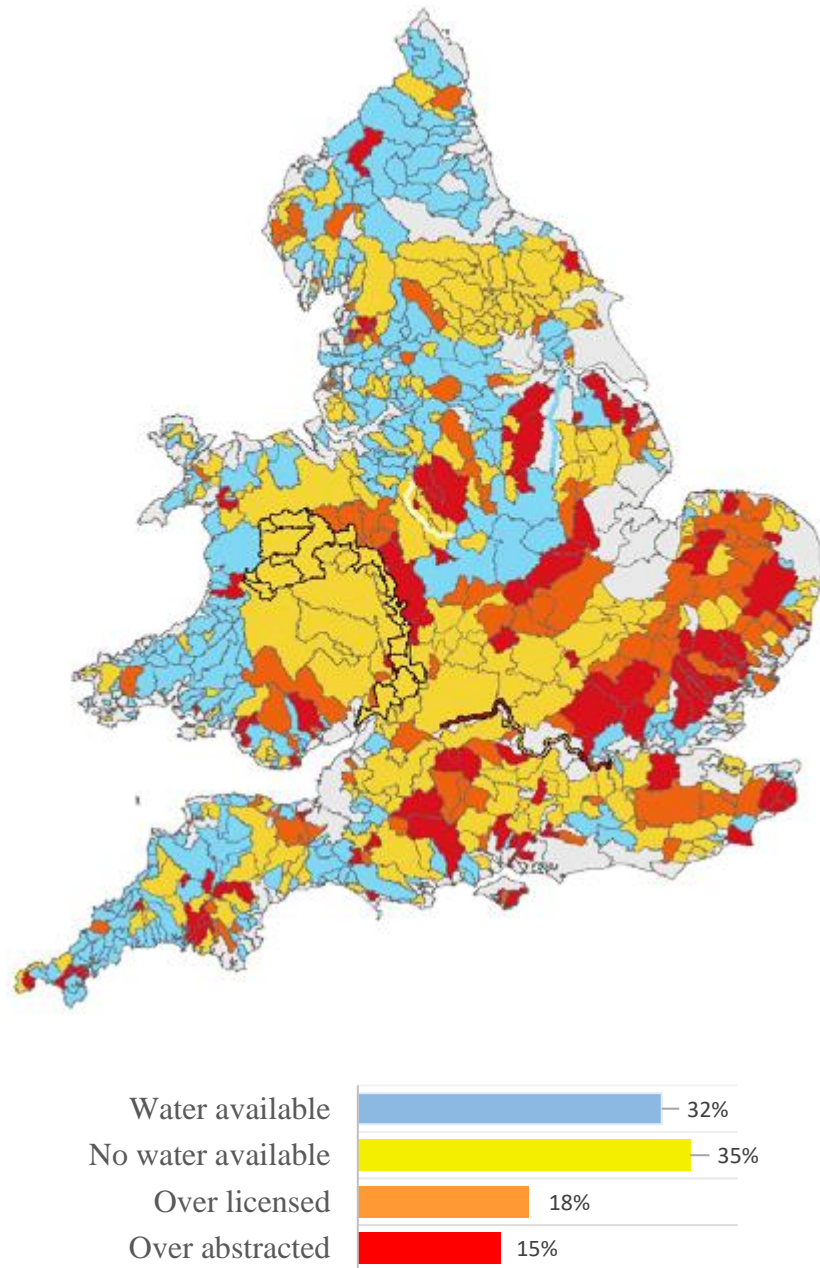 Water available 32%
No water available 35%
Over licensed 18%
Over abstracted 15%